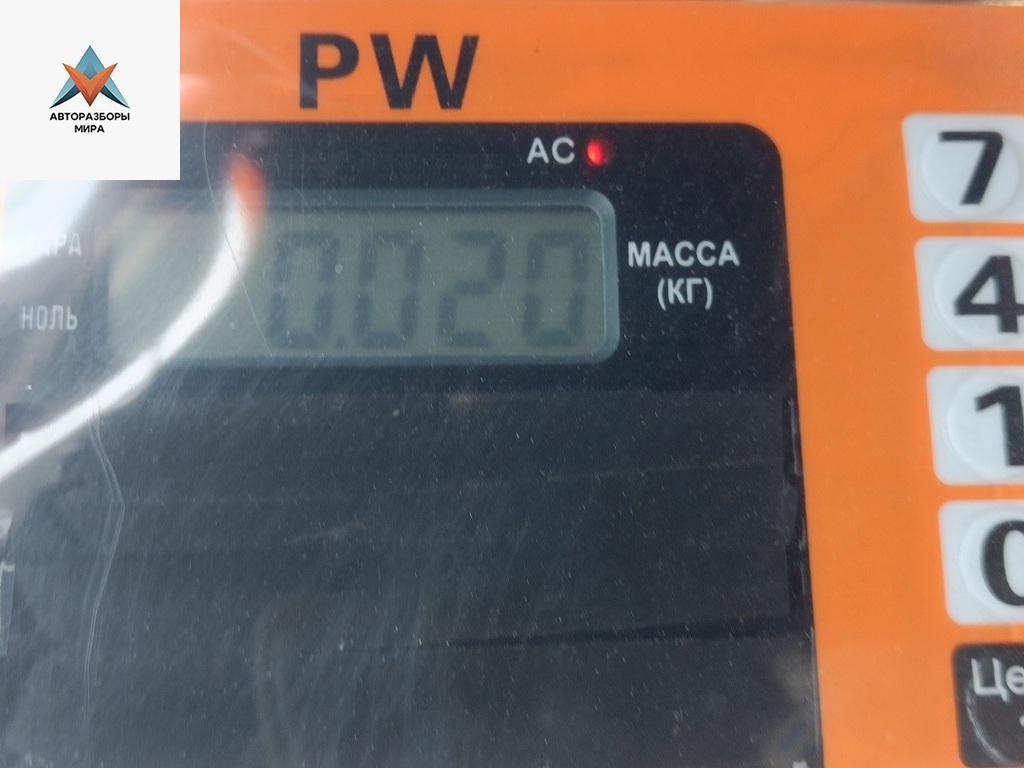 АВТОРАЗБОРЫ
МИРА
PW
AC
7
0.020
МАССА
(КГ)
НОЛЬ
4
1
0